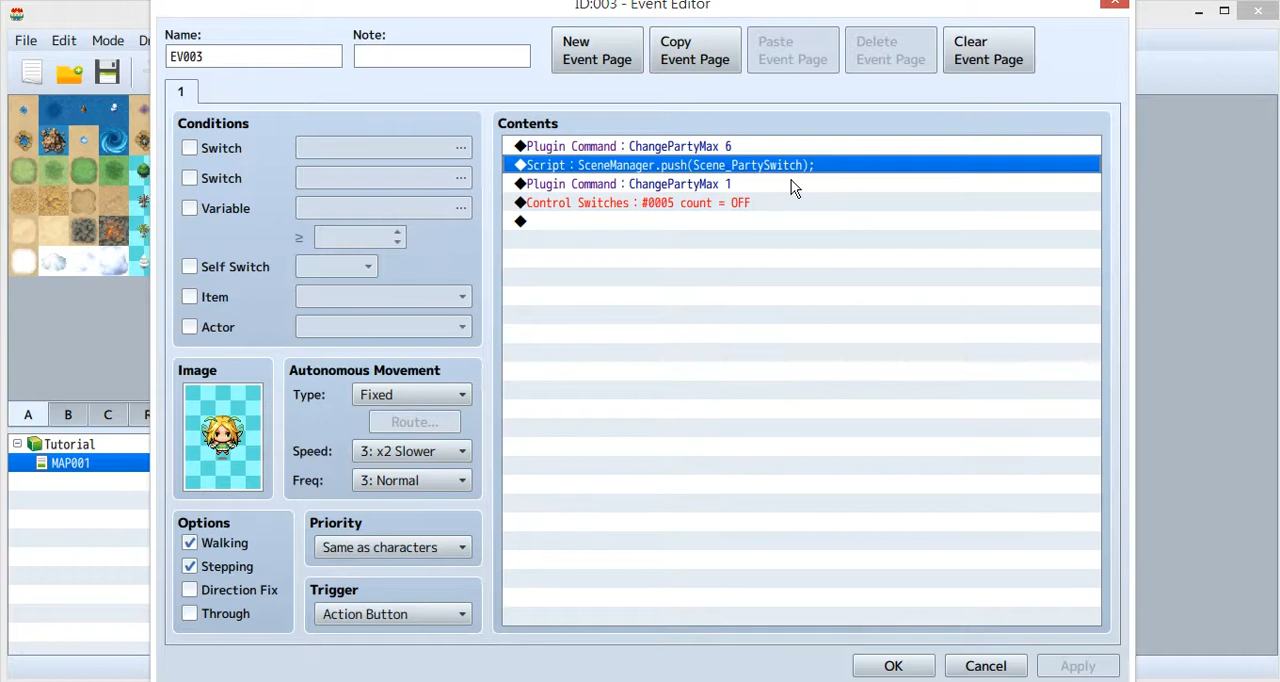 ID:003 - Event Editor
File Edit Mode
Name:
Note:
EV003
New
Event Page
Copy
Event Page
Paste
Event Page
Delete
Event Page
Clear
Event Page
1
Conditions
Switch
Switch
Variable
≥
Self Switch
Item
Actor
Contents
◆Plugin Command：ChangePartyMax 6
◆Script：SceneManager.push(Scene_PartySwitch);
◆Plugin Command：ChangePartyMax 1
◆Control Switches：#0005 count = OFF
◆
Image
Autonomous Movement
Type: Fixed
Route...
Speed: 3: x2 Slower
Freq: 3: Normal
Options
Walking
Stepping
Direction Fix
Through
Priority
Same as characters
Trigger
Action Button
A B C
Tutorial
MAP001
OK Cancel Apply